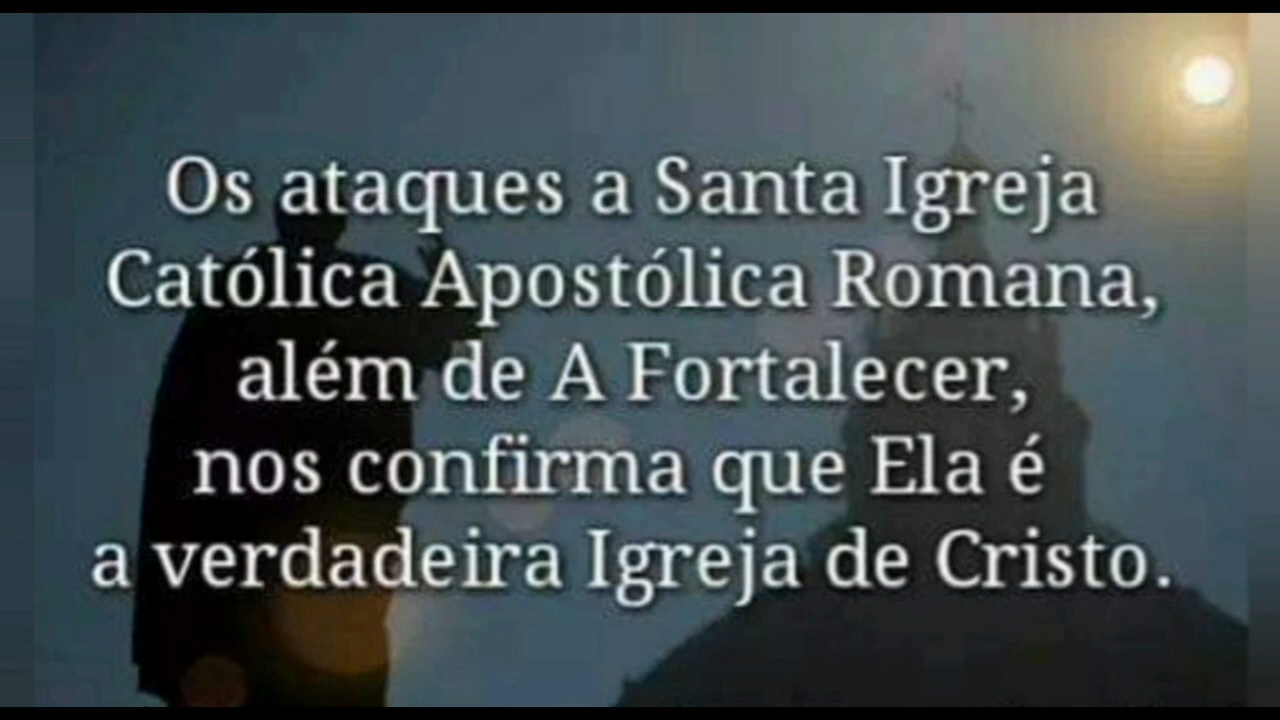 Os ataques a Santa Igreja
Católica Apostólica Romana,
além de A Fortalecer,
nos confirma que Ela é
a verdadeira Igreja de Cristo.